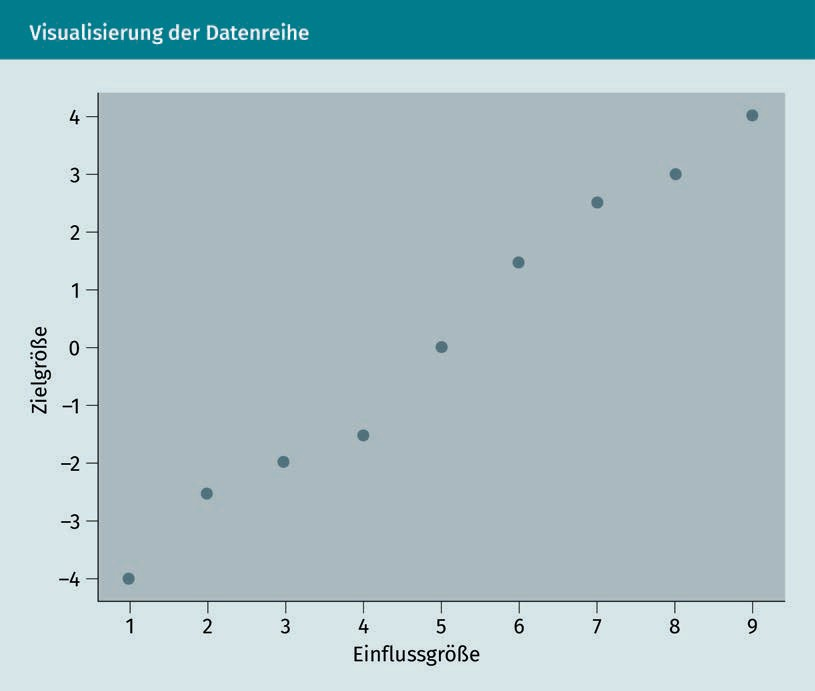 Visualisierung der Datenreihe
4
3
2
1
0
–1
–2
–3
–4
Zielgröße
1 2 3 4 5 6 7 8 9
Einflussgröße